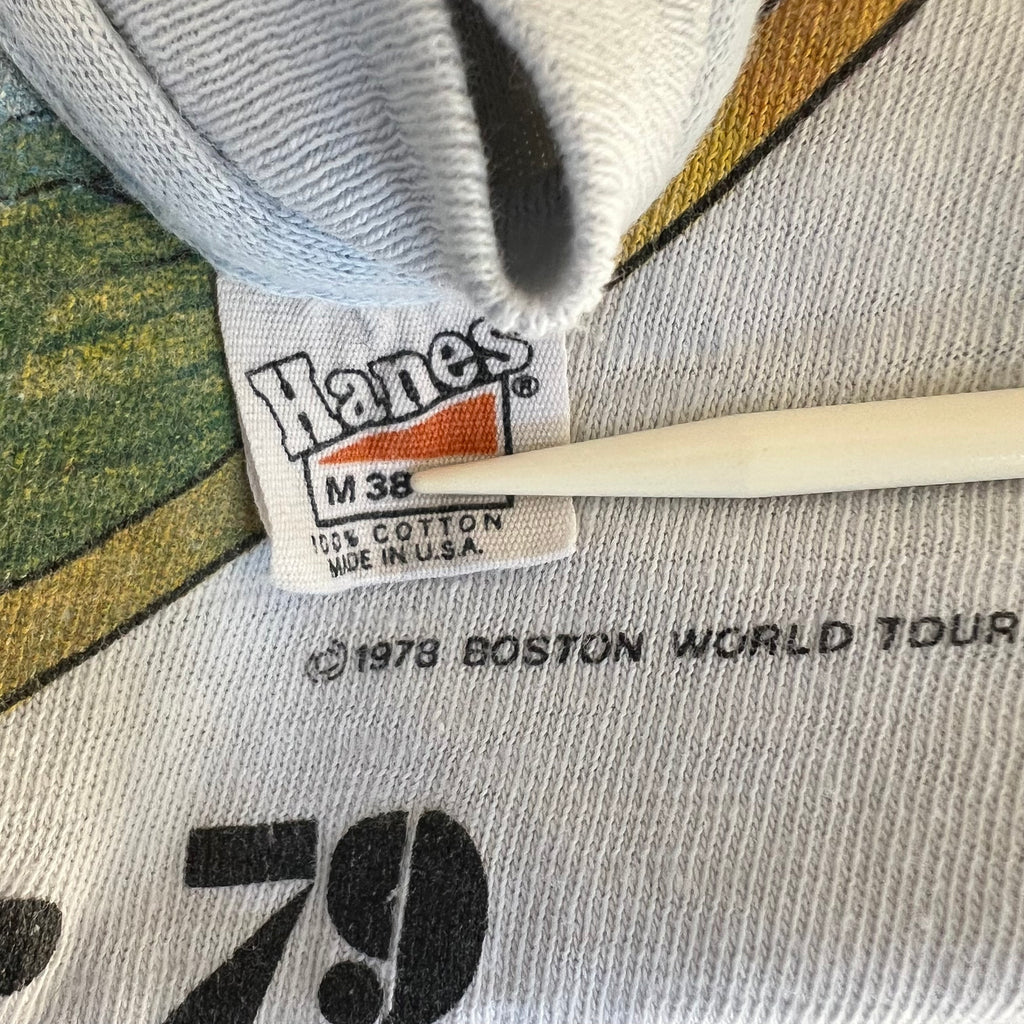 Hanes®
M 38
100% COTTON
MADE IN U.S.A.
©1978 BOSTON WORLD TOUR
79